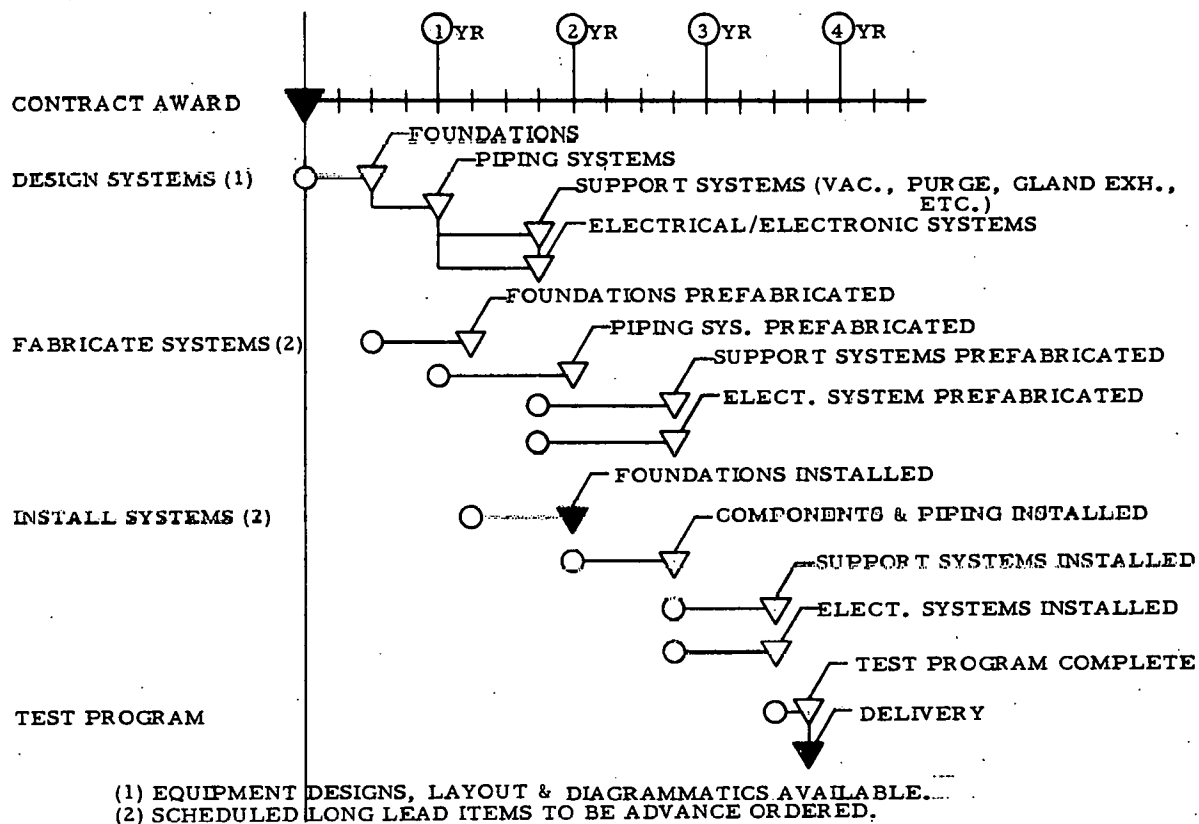 1 YR 2 YR 3 YR 4 YR
CONTRACT AWARD
FOUNDATIONS
PIPING SYSTEMS
DESIGN SYSTEMS (1)
SUPPORT SYSTEMS (VAC., PURGE, GLAND EXH.,
ETC.)
ELECTRICAL/ELECTRONIC SYSTEMS
FOUNDATIONS PREFABRICATED
PIPING SYS. PREFABRICATED
FABRICATE SYSTEMS (2)
SUPPORT SYSTEMS PREFABRICATED
ELECT. SYSTEM PREFABRICATED
FOUNDATIONS INSTALLED
INSTALL SYSTEMS (2)
COMPONENTS & PIPING INSTALLED
SUPPORT SYSTEMS INSTALLED
ELECT. SYSTEMS INSTALLED
TEST PROGRAM COMPLETE
TEST PROGRAM
DELIVERY
(1) EQUIPMENT DESIGNS, LAYOUT & DIAGRAMMATICS AVAILABLE.
(2) SCHEDULED LONG LEAD ITEMS TO BE ADVANCE ORDERED.